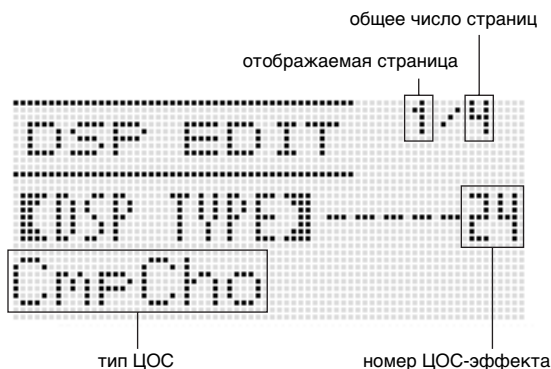 общее число страниц
отображаемая страница
DSP EDIT 1/4
[DSP TYPE]-----24
CmpCho
тип ЦОС
номер ЦОС-эффекта